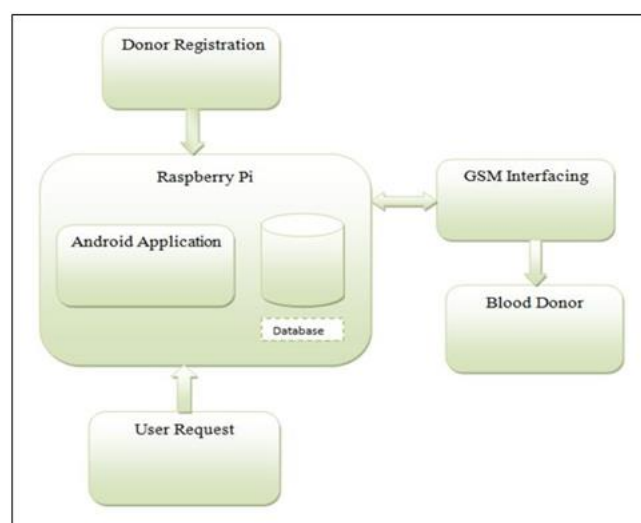 Donor Registration
Raspberry Pi
GSM Interfacing
Android Application
Database
Blood Donor
User Request